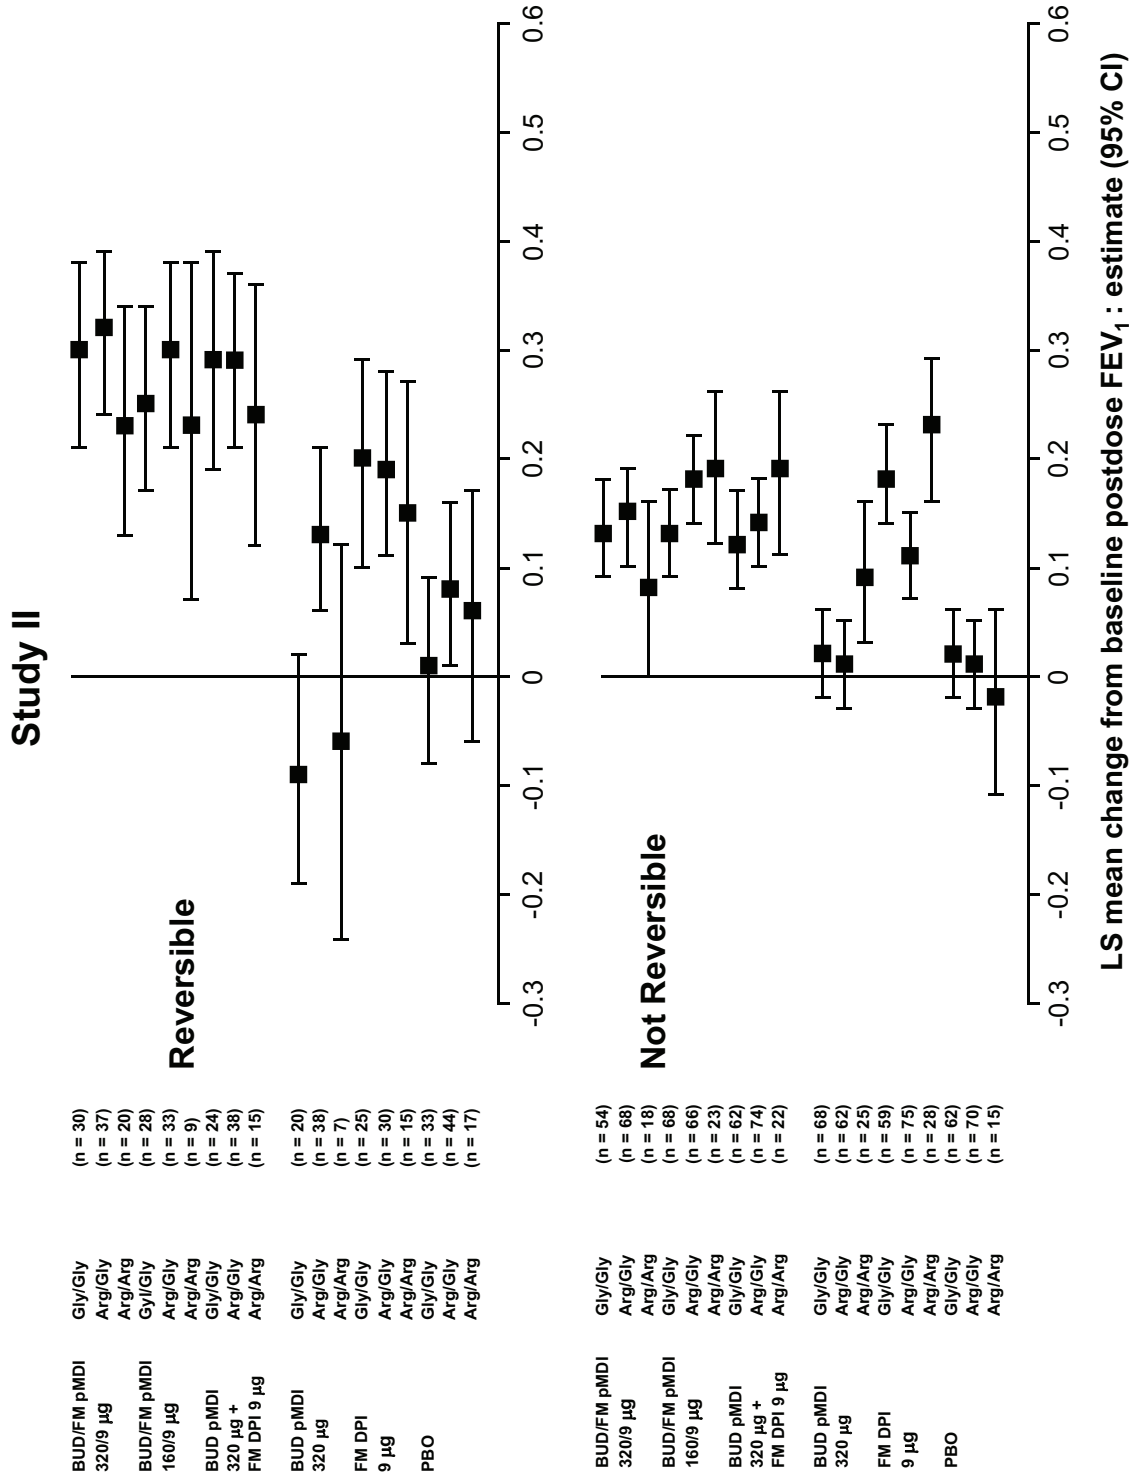 Study II
Reversible
BUD/FM pMDI Gly/Gly (n = 30)
320/9 µg Arg/Gly (n = 37)
Arg/Arg (n = 20)
BUD/FM pMDI Gyl/Gly (n = 28)
160/9 µg Arg/Gly (n = 33)
Arg/Arg (n = 9)
BUD pMDI Gly/Gly (n = 24)
320 µg + Arg/Gly (n = 38)
FM DPI 9 µg Arg/Arg (n = 15)
BUD pMDI Gly/Gly (n = 20)
320 µg Arg/Gly (n = 38)
Arg/Arg (n = 7)
FM DPI Gly/Gly (n = 25)
9 µg Arg/Gly (n = 30)
Arg/Arg (n = 15)
PBO Gly/Gly (n = 33)
Arg/Gly (n = 44)
Arg/Arg (n = 17)
-0.3 -0.2 -0.1 0 0.1 0.2 0.3 0.4 0.5 0.6
Not Reversible
BUD/FM pMDI Gly/Gly (n = 54)
320/9 µg Arg/Gly (n = 68)
Arg/Arg (n = 18)
BUD/FM pMDI Gly/Gly (n = 68)
160/9 µg Arg/Gly (n = 66)
Arg/Arg (n = 23)
BUD pMDI Gly/Gly (n = 62)
320 µg + Arg/Gly (n = 74)
FM DPI 9 µg Arg/Arg (n = 22)
BUD pMDI Gly/Gly (n = 68)
320 µg Arg/Gly (n = 62)
Arg/Arg (n = 25)
FM DPI Gly/Gly (n = 59)
9 µg Arg/Gly (n = 75)
Arg/Arg (n = 28)
PBO Gly/Gly (n = 62)
Arg/Gly (n = 70)
Arg/Arg (n = 15)
-0.3 -0.2 -0.1 0 0.1 0.2 0.3 0.4 0.5 0.6
LS mean change from baseline postdose FEV₁ : estimate (95% CI)